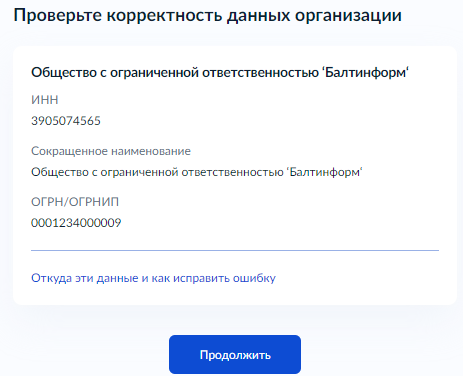 Проверьте корректность данных организации
Общество с ограниченной ответственностью ‘Балтинформ‘
ИНН
3905074565
Сокращенное наименование
Общество с ограниченной ответственностью ‘Балтинформ‘
ОГРН/ОГРНИП
0001234000009
Откуда эти данные и как исправить ошибку
Продолжить